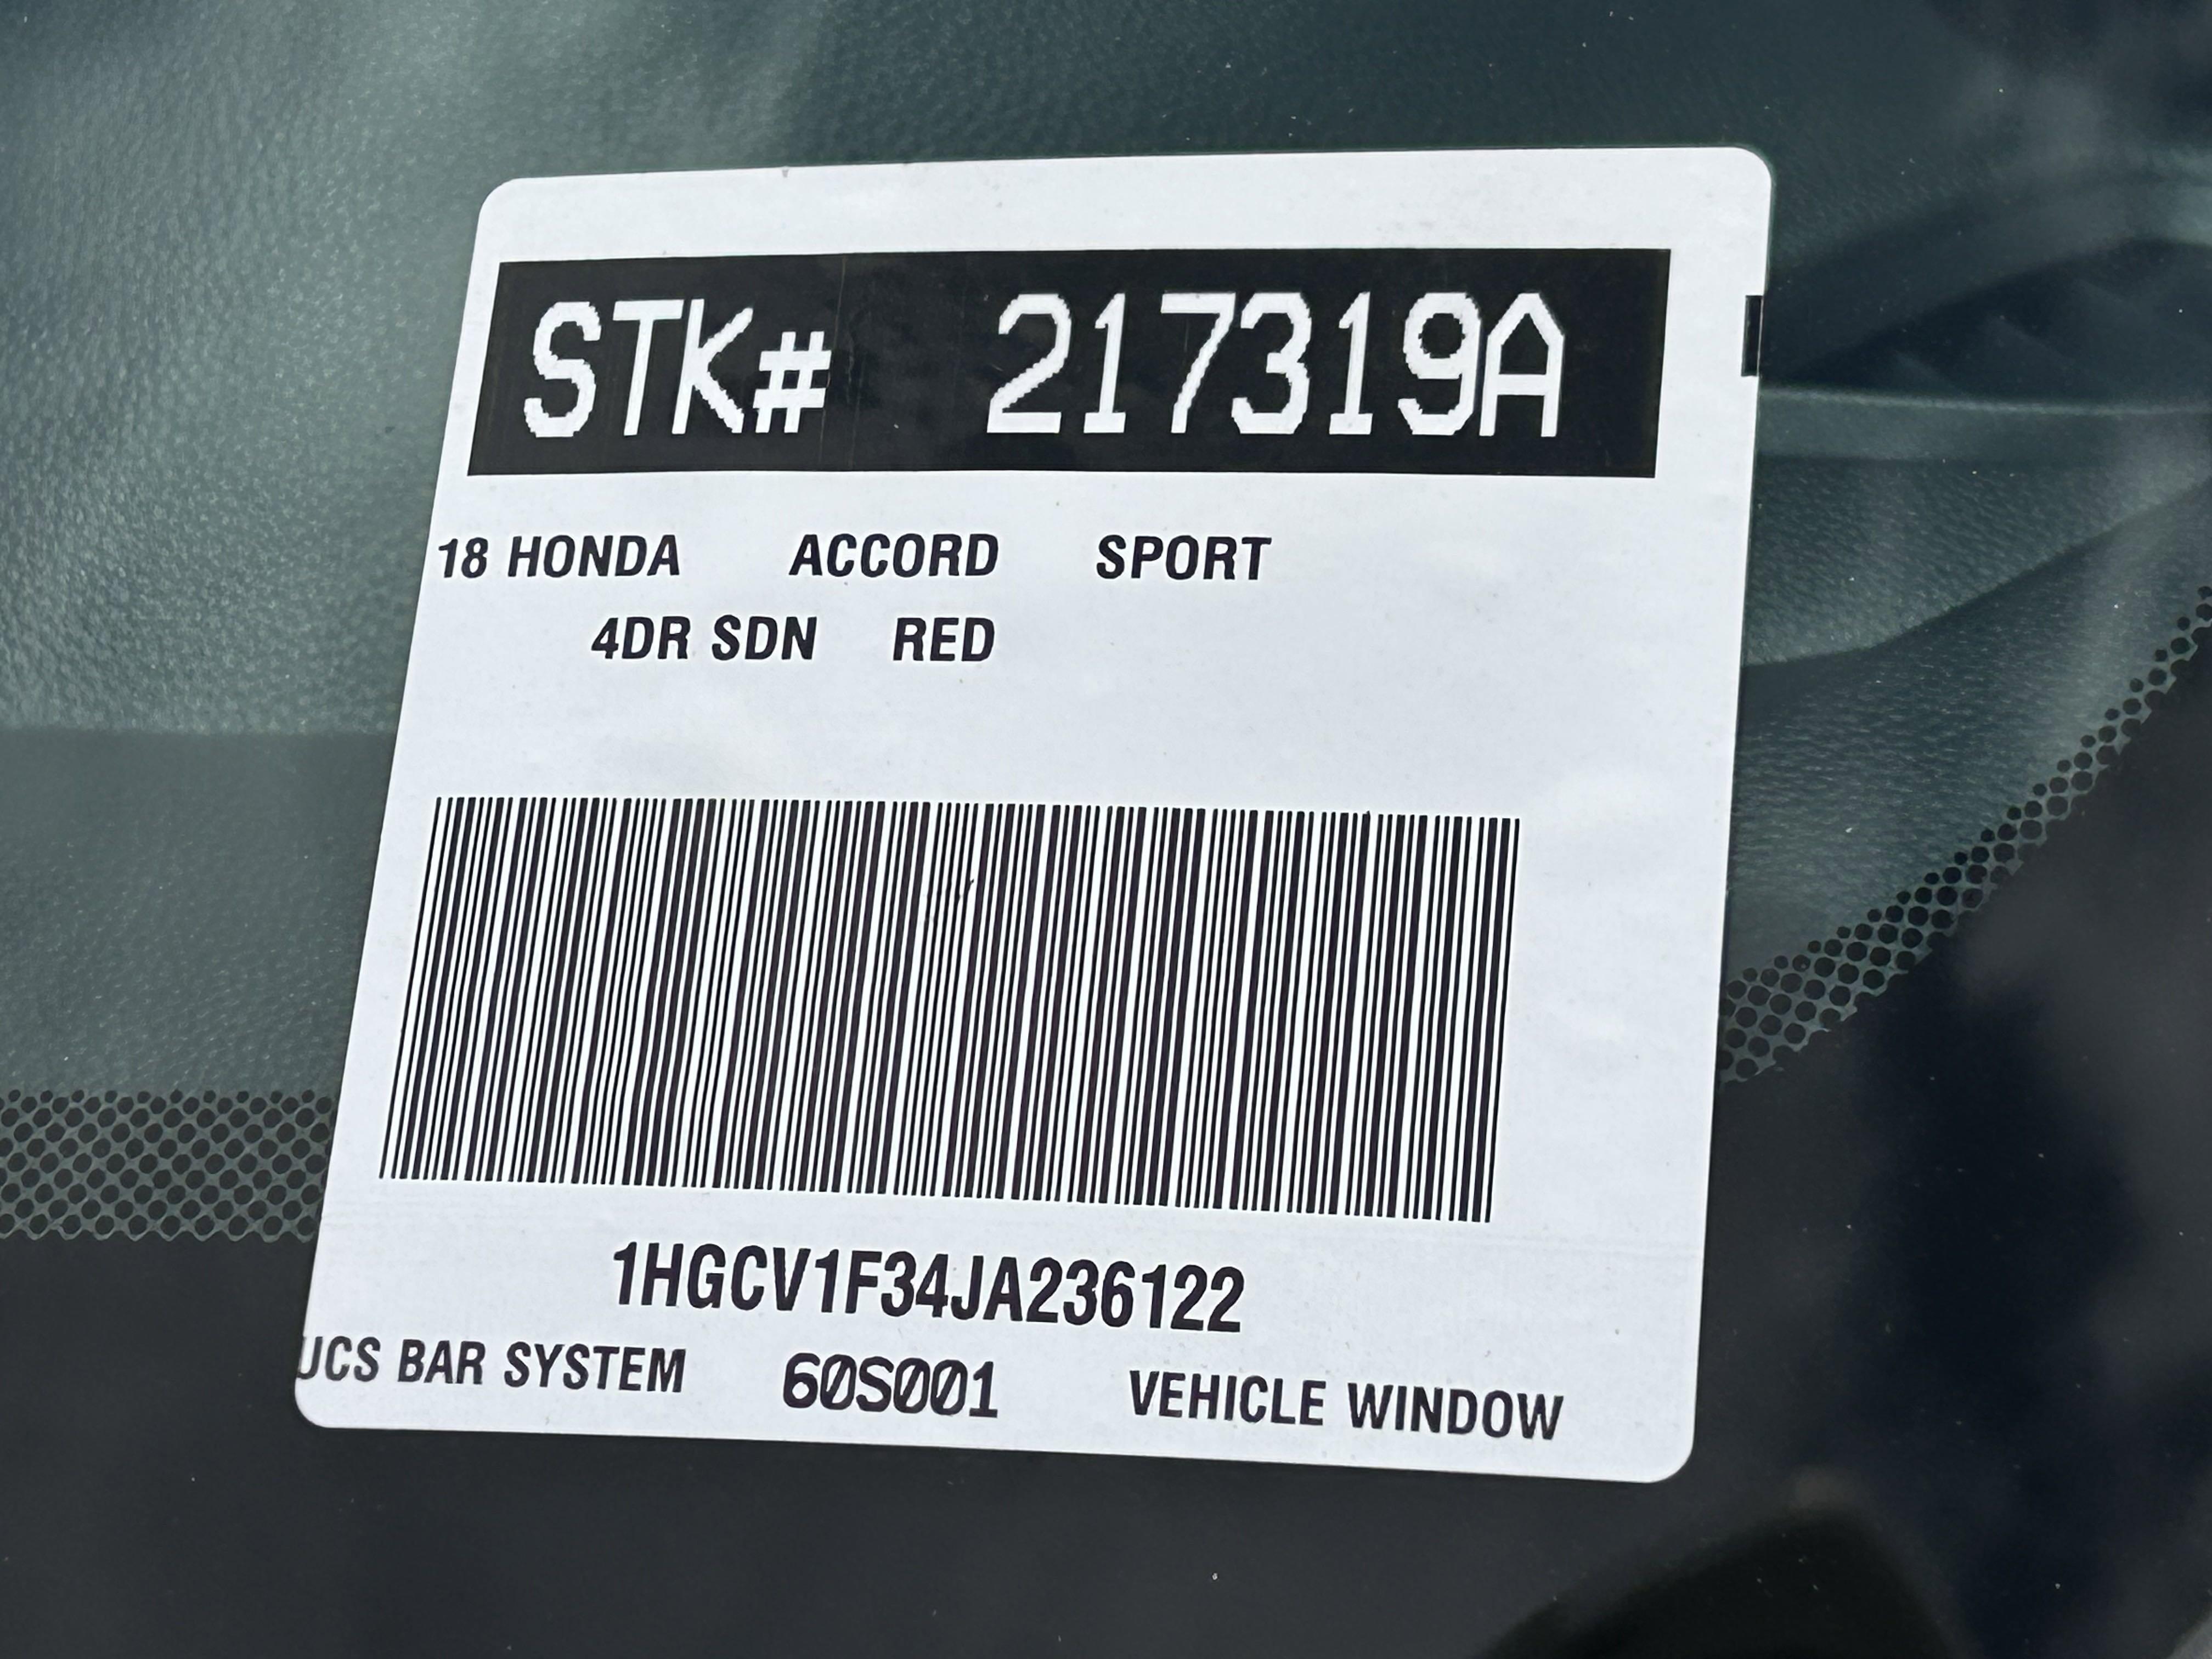 STK# 217319A
18 HONDA ACCORD SPORT
4DR SDN RED
1HGCV1F34JA236122
UCS BAR SYSTEM 60S001 VEHICLE WINDOW